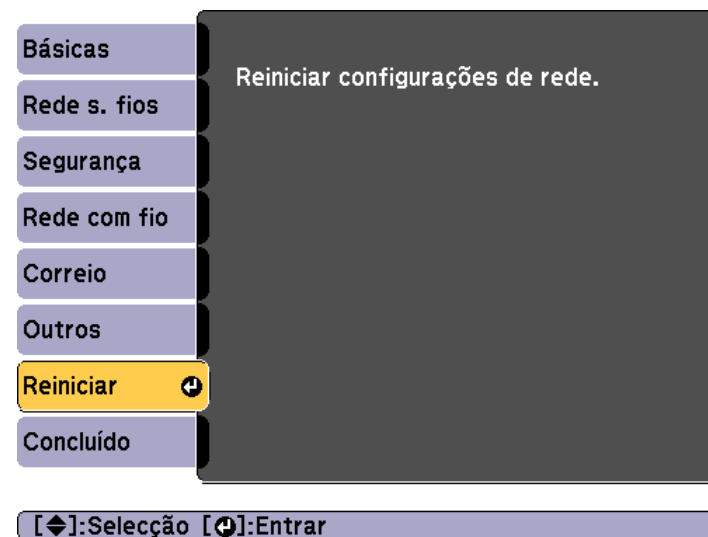 Básicas
Reiniciar configurações de rede.
Rede s. fios
Segurança
Rede com fio
Correio
Outros
Reiniciar
Concluído
[◆]:Selecção [⏎]:Entrar